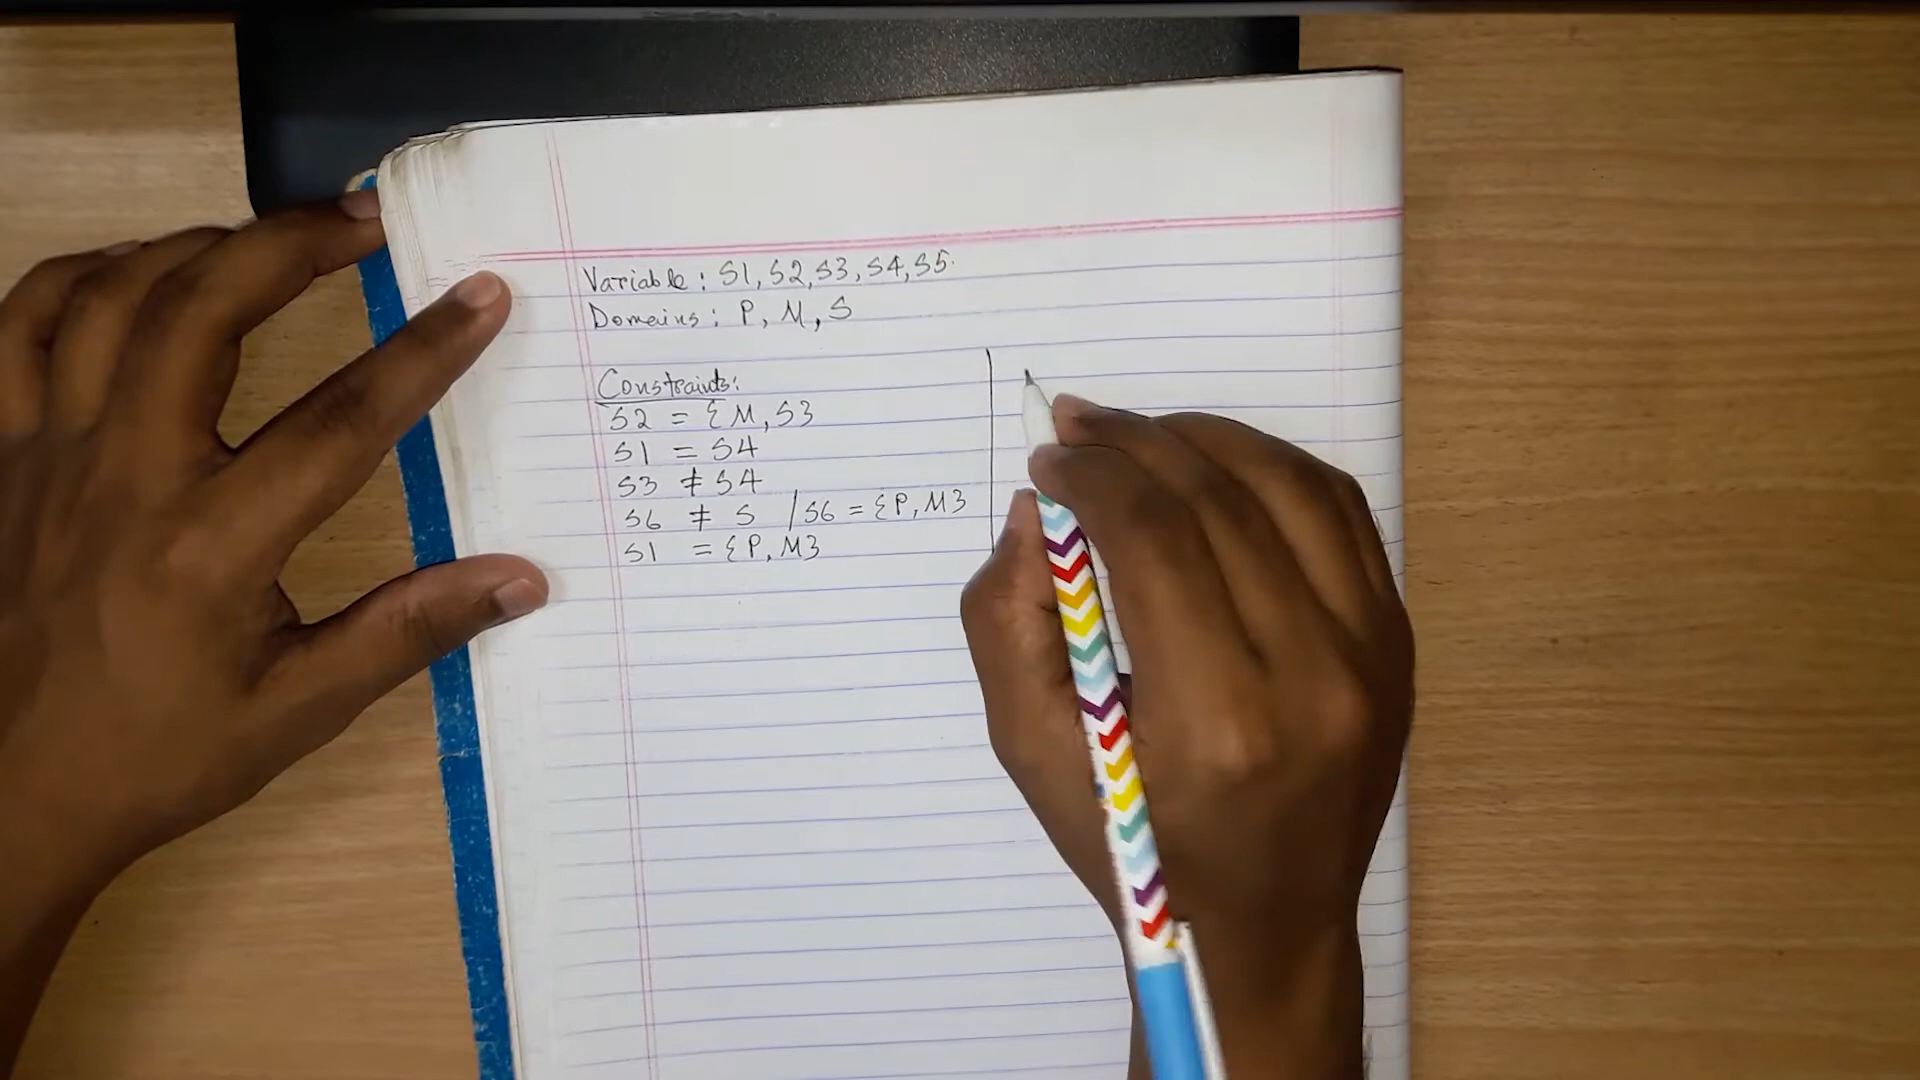 Variable : S1, S2, S3, S4, S5.
Domains : P, M, S
Constraints:
S2 = {M, S}
S1 = S4
S3 ≠ S4
S6 ≠ S / S6 = {P, M}
S1 = {P, M}